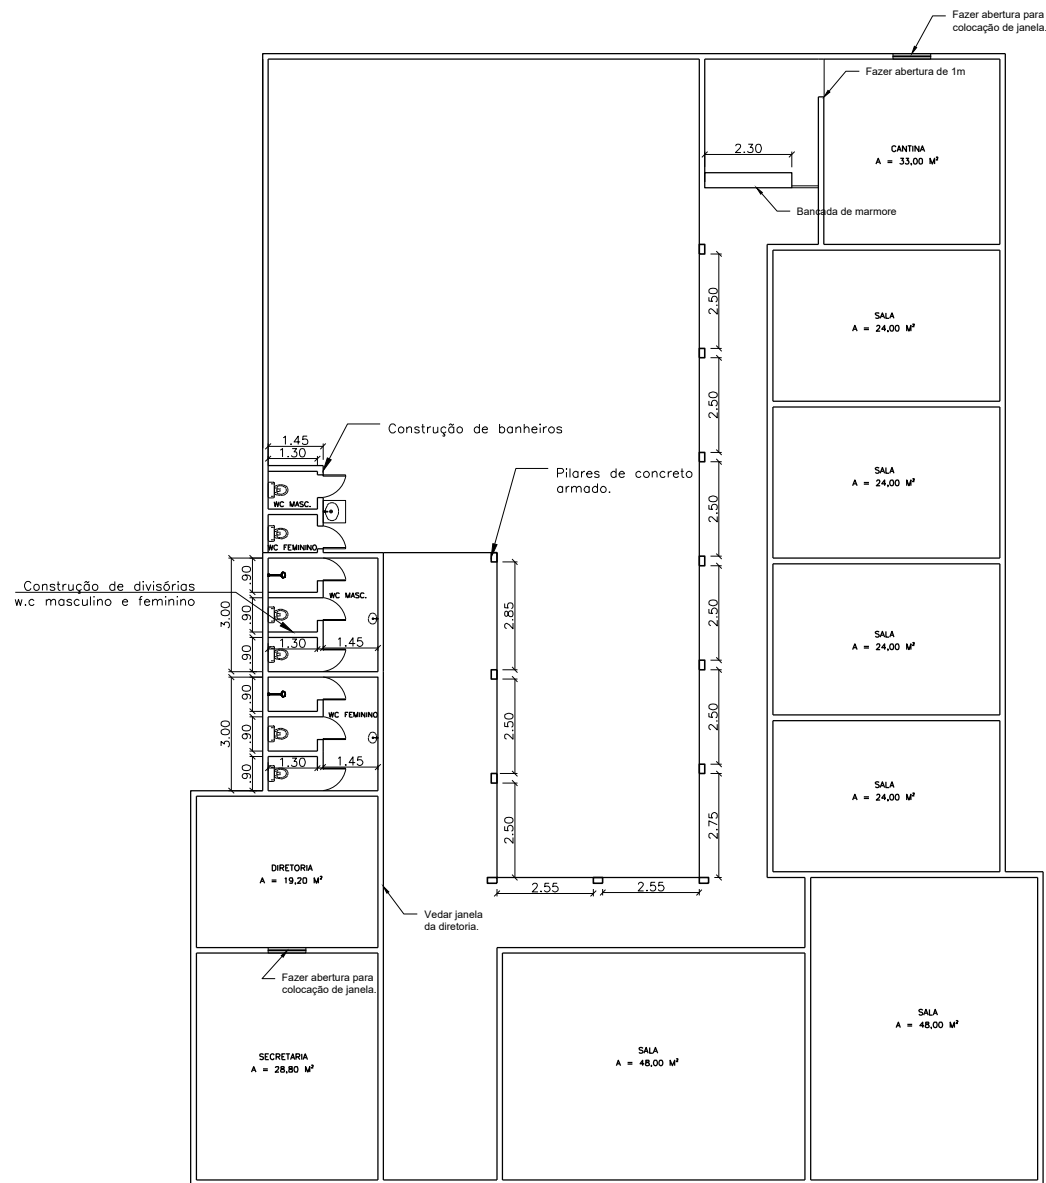 Fazer abertura para
colocação de janela.
Fazer abertura de 1m
CANTINA
A = 33,00 M²
2.30
Bancada de marmore
2.50
SALA
A = 24,00 M²
2.50
Construção de banheiros
1.45
1.30
Pilares de concreto
armado.
SALA
A = 24,00 M²
2.50
WC MASC.
WC FEMININO
Construção de divisórias
w.c masculino e feminino
3.00
.90
.90
.90
WC MASC.
1.30
1.45
2.85
2.50
SALA
A = 24,00 M²
3.00
.90
.90
.90
WC FEMININO
1.30
1.45
2.50
2.50
SALA
A = 24,00 M²
2.50
2.75
DIRETORIA
A = 19,20 M²
2.55
2.55
Vedar janela
da diretoria.
Fazer abertura para
colocação de janela.
SALA
A = 48,00 M²
SECRETARIA
A = 28,80 M²
SALA
A = 48,00 M²